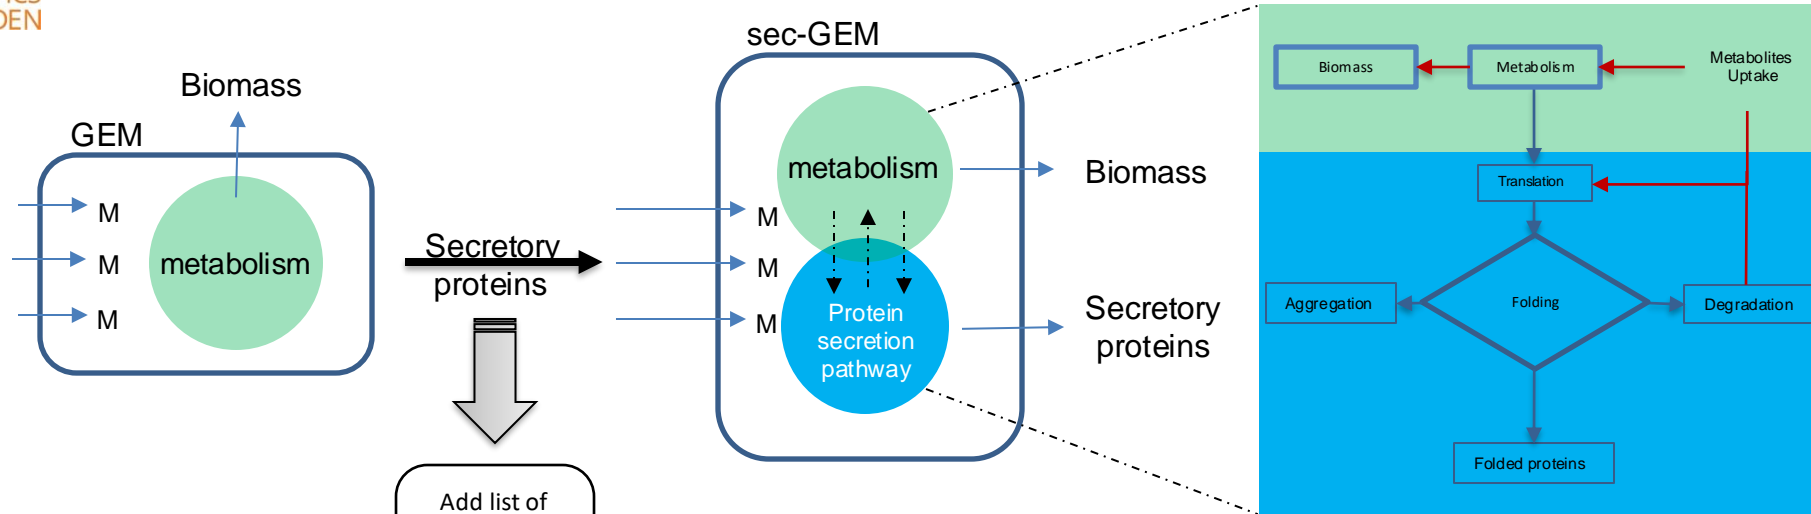 DEN
GEM
Biomass
M
M
M
metabolism
Secretory
proteins
Add list of
sec-GEM
metabolism
M
M
M
Protein
secretion
pathway
Biomass
Secretory
proteins
Biomass
Metabolism
Metabolites
Uptake
Translation
Aggregation
Folding
Degradation
Folded proteins